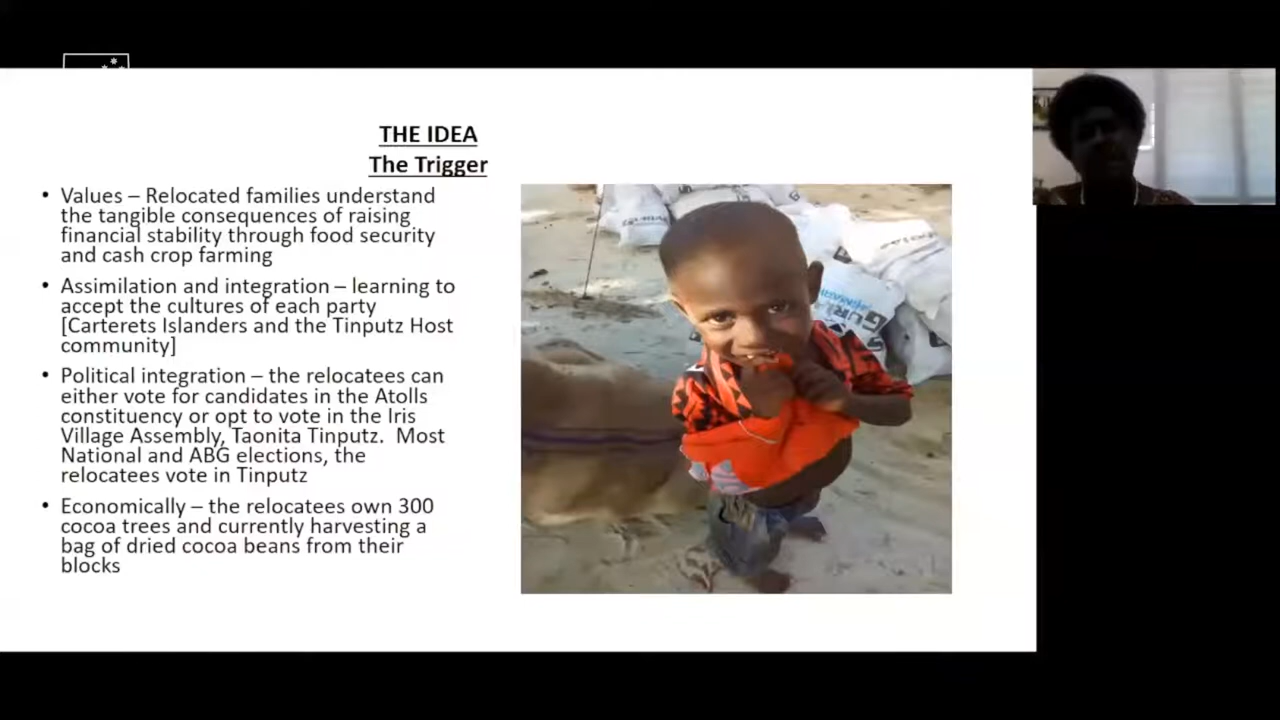 THE IDEA
The Trigger
• Values – Relocated families understand
the tangible consequences of raising
financial stability through food security
and cash crop farming
• Assimilation and integration – learning to
accept the cultures of each party
[Carterets Islanders and the Tinputz Host
community]
• Political integration – the relocatees can
either vote for candidates in the Atolls
constituency or opt to vote in the Iris
Village Assembly, Taonita Tinputz.  Most
National and ABG elections, the
relocatees vote in Tinputz
• Economically – the relocatees own 300
cocoa trees and currently harvesting a
bag of dried cocoa beans from their
blocks